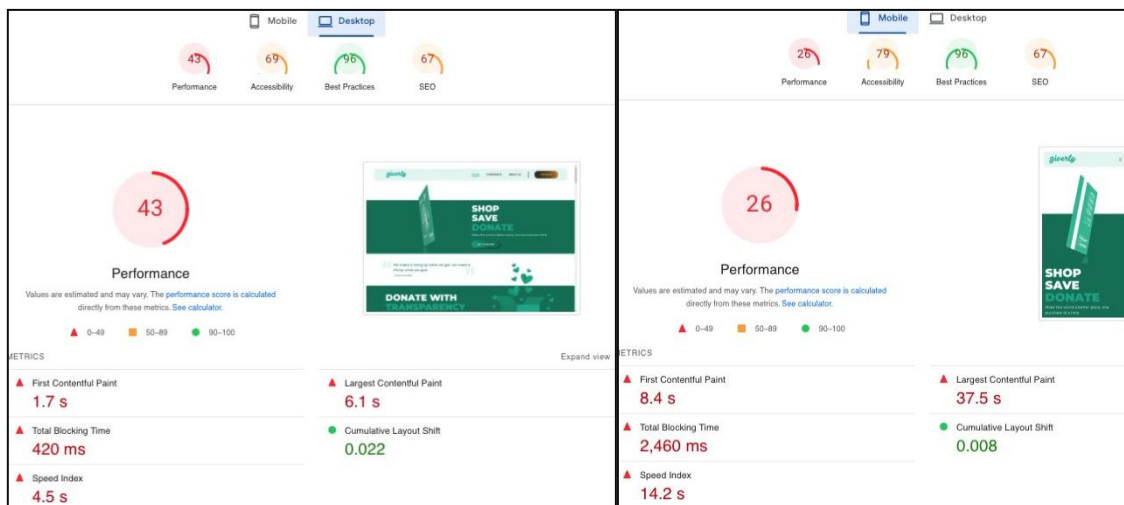 Mobile Desktop
43 69 96 67
Performance Accessibility Best Practices SEO
43
Performance
Values are estimated and may vary. The performance score is calculated
directly from these metrics. See calculator.
0–49 50–89 90–100
giverly
SHOP
SAVE
DONATE
DONATE WITH
TRANSPARENCY
METRICS
Expand view
First Contentful Paint
1.7 s
Largest Contentful Paint
6.1 s
Total Blocking Time
420 ms
Cumulative Layout Shift
0.022
Speed Index
4.5 s
Mobile Desktop
26 79 96 67
Performance Accessibility Best Practices SEO
26
Performance
Values are estimated and may vary. The performance score is calculated
directly from these metrics. See calculator.
0–49 50–89 90–100
giverly
SHOP
SAVE
DONATE
METRICS
First Contentful Paint
8.4 s
Largest Contentful Paint
37.5 s
Total Blocking Time
2,460 ms
Cumulative Layout Shift
0.008
Speed Index
14.2 s